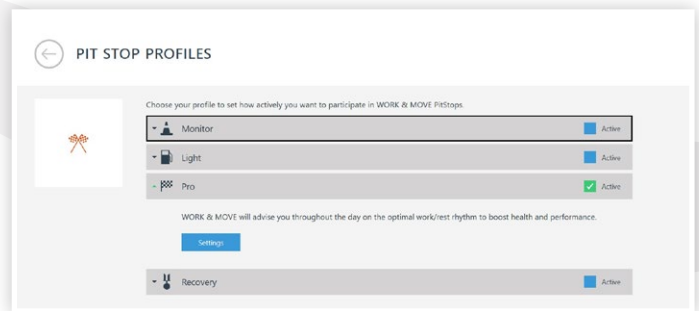 PIT STOP PROFILES
Choose your profile to set how actively you want to participate in WORK & MOVE PitStops.
Monitor Active
Light Active
Pro Active
WORK & MOVE will advise you throughout the day on the optimal work/rest rhythm to boost health and performance.
Settings
Recovery Active